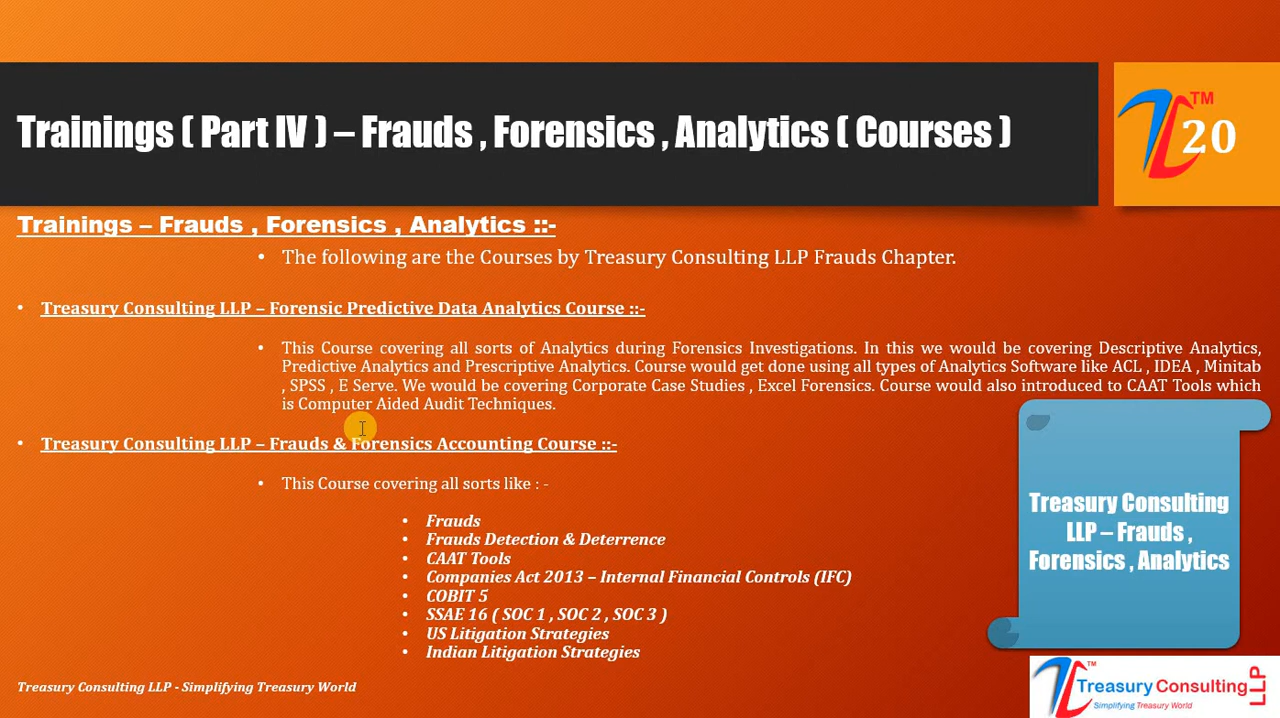 Trainings ( Part IV ) – Frauds , Forensics , Analytics ( Courses )
TM
20
Trainings – Frauds , Forensics , Analytics ::-
• The following are the Courses by Treasury Consulting LLP Frauds Chapter.
• Treasury Consulting LLP – Forensic Predictive Data Analytics Course ::-
• This Course covering all sorts of Analytics during Forensics Investigations. In this we would be covering Descriptive Analytics,
Predictive Analytics and Prescriptive Analytics. Course would get done using all types of Analytics Software like ACL , IDEA , Minitab
, SPSS , E Serve. We would be covering Corporate Case Studies , Excel Forensics. Course would also introduced to CAAT Tools which
is Computer Aided Audit Techniques.
• Treasury Consulting LLP – Frauds & Forensics Accounting Course ::-
• This Course covering all sorts like : -
• Frauds
• Frauds Detection & Deterrence
• CAAT Tools
• Companies Act 2013 – Internal Financial Controls (IFC)
• COBIT 5
• SSAE 16 ( SOC 1 , SOC 2 , SOC 3 )
• US Litigation Strategies
• Indian Litigation Strategies
Treasury Consulting
LLP – Frauds ,
Forensics , Analytics
Treasury Consulting LLP - Simplifying Treasury World
TM
Treasury Consulting LLP
Simplifying Treasury World